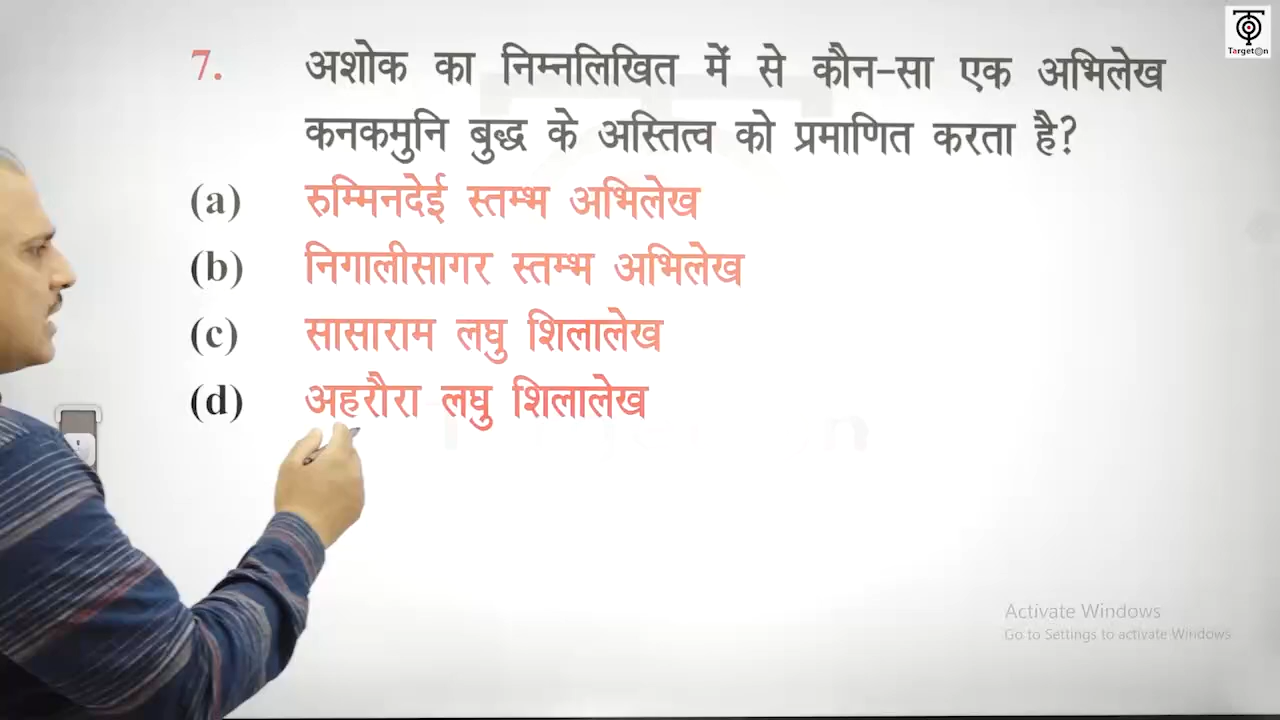 Target On
7. अशोक का निम्नलिखित में से कौन-सा एक अभिलेख
कनकमुनि बुद्ध के अस्तित्व को प्रमाणित करता है?
(a) रुम्मिनदेई स्तम्भ अभिलेख
(b) निगालीसागर स्तम्भ अभिलेख
(c) सासाराम लघु शिलालेख
(d) अहरौरा लघु शिलालेख
Activate Windows
Go to Settings to activate Windows.